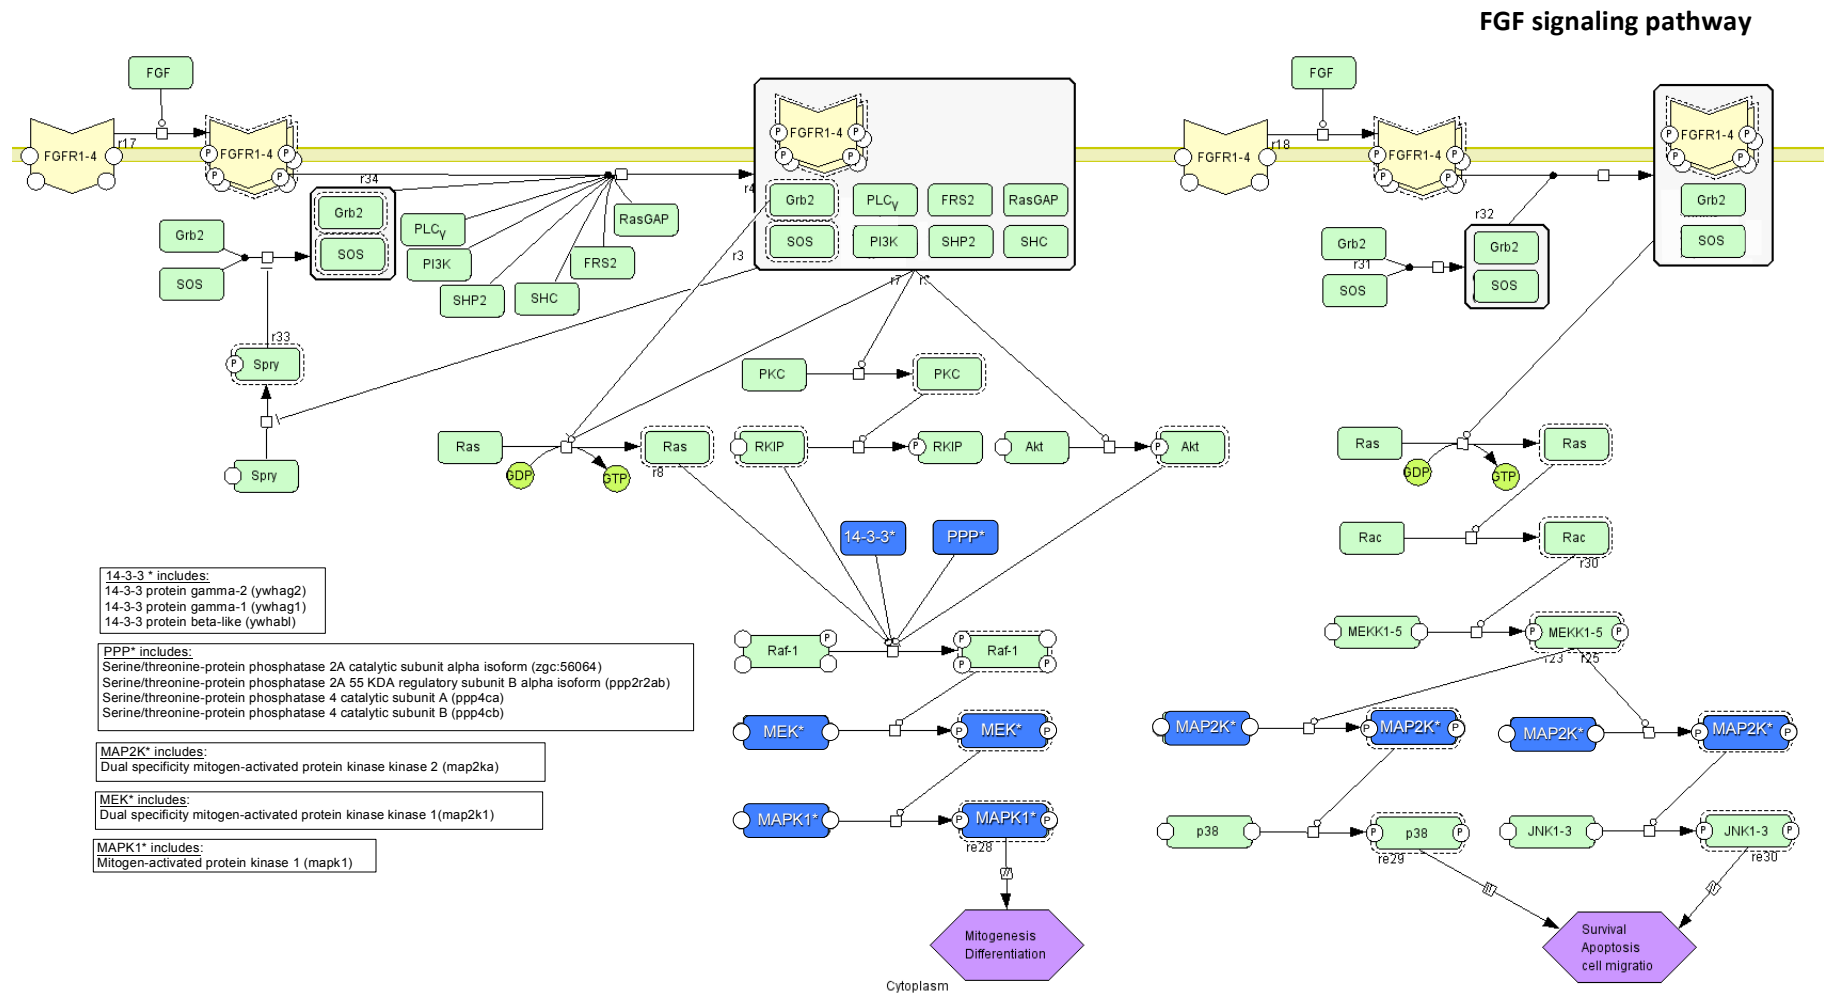 FGF signaling pathway
FGF
FGFR1-4
r17
P
FGFR1-4
P
P
P
r34
Grb2
SOS
Grb2
SOS
PLCγ
PI3K
SHP2
SHC
FRS2
RasGAP
r33
P
Spry
Spry
P
FGFR1-4
P
P
P
r4
Grb2
PLCγ
FRS2
RasGAP
SOS
PI3K
SHP2
SHC
r3
r7
PKC
PKC
Ras
GDP
GTP
Ras
r8
RKIP
P
RKIP
Akt
P
Akt
14-3-3*
PPP*
Raf-1
P
P
Raf-1
P
P
MEK*
P
MEK*
P
MAPK1*
P
MAPK1*
P
re28
Mitogenesis
Differentiation
Cytoplasm
FGF
FGFR1-4
r18
P
FGFR1-4
P
P
P
r32
Grb2
r31
SOS
Grb2
SOS
P
FGFR1-4
P
P
P
Grb2
SOS
Ras
GDP
GTP
Ras
Rac
Rac
r30
MEKK1-5
P
MEKK1-5
P
r23
r25
MAP2K*
P
MAP2K*
P
MAP2K*
P
MAP2K*
P
p38
P
p38
P
re29
JNK1-3
P
JNK1-3
P
re30
Survival
Apoptosis
cell migratio
14-3-3 * includes:
14-3-3 protein gamma-2 (ywhag2)
14-3-3 protein gamma-1 (ywhag1)
14-3-3 protein beta-like (ywhabl)
PPP* includes:
Serine/threonine-protein phosphatase 2A catalytic subunit alpha isoform (zgc:56064)
Serine/threonine-protein phosphatase 2A 55 KDA regulatory subunit B alpha isoform (ppp2r2ab)
Serine/threonine-protein phosphatase 4 catalytic subunit A (ppp4ca)
Serine/threonine-protein phosphatase 4 catalytic subunit B (ppp4cb)
MAP2K* includes:
Dual specificity mitogen-activated protein kinase kinase 2 (map2ka)
MEK* includes:
Dual specificity mitogen-activated protein kinase kinase 1(map2k1)
MAPK1* includes:
Mitogen-activated protein kinase 1 (mapk1)